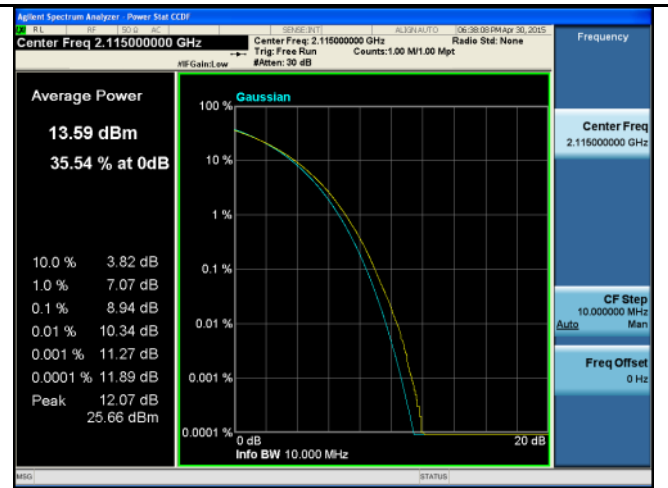 Agilent Spectrum Analyzer - Power Stat CCDF
RL RF 50 Ω AC SENSE:INT ALIGN AUTO 06:38:08 PM Apr 30, 2015
Center Freq 2.115000000 GHz
Center Freq: 2.115000000 GHz Radio Std: None
Trig: Free Run Counts:1.00 M/1.00 Mpt
#IFGain:Low #Atten: 30 dB
Frequency
Average Power
13.59 dBm
35.54 % at 0dB
10.0 % 3.82 dB
1.0 % 7.07 dB
0.1 % 8.94 dB
0.01 % 10.34 dB
0.001 % 11.27 dB
0.0001 % 11.89 dB
Peak 12.07 dB
25.66 dBm
Gaussian
100 %
10 %
1 %
0.1 %
0.01 %
0.001 %
0.0001 %
0 dB 20 dB
Info BW 10.000 MHz
Center Freq
2.115000000 GHz
CF Step
10.000000 MHz
Auto Man
Freq Offset
0 Hz
MSG STATUS